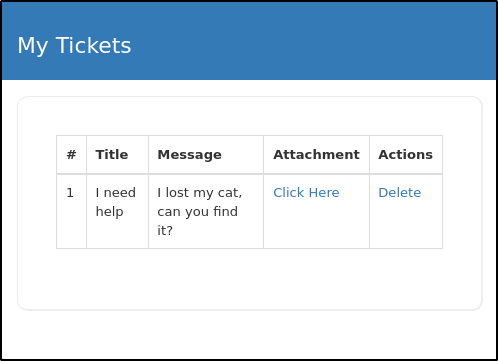 My Tickets
# Title Message Attachment Actions
1 I need I lost my cat, Click Here Delete
help can you find
it?